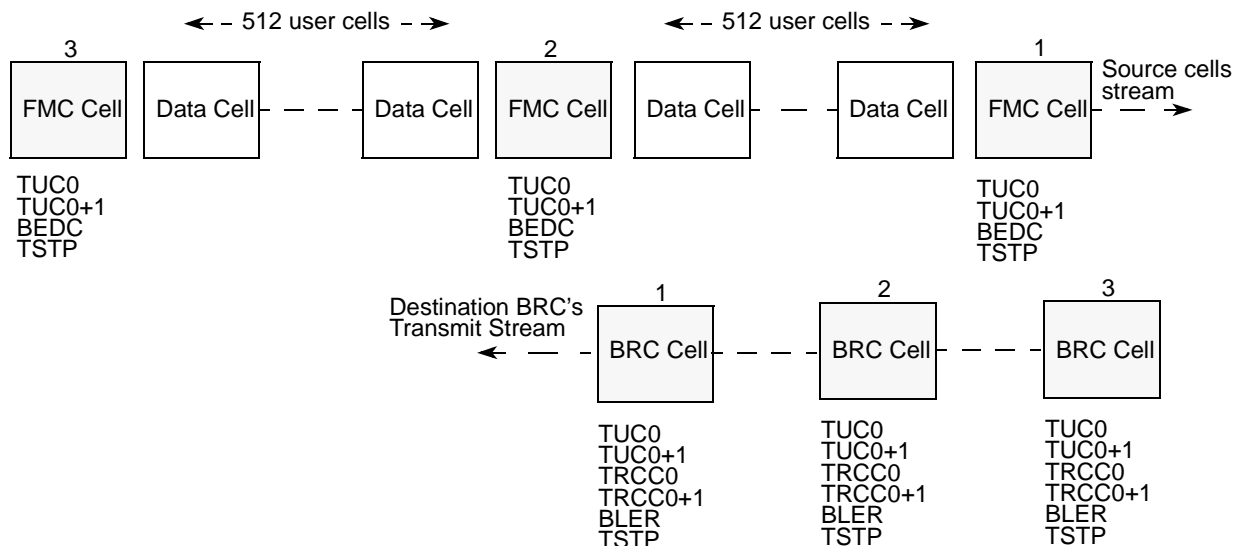 512 user cells
512 user cells
3
2
1
FMC Cell
Data Cell
Data Cell
FMC Cell
Data Cell
Data Cell
FMC Cell
Source cells
stream
TUC0
TUC0+1
BEDC
TSTP
TUC0
TUC0+1
BEDC
TSTP
TUC0
TUC0+1
BEDC
TSTP
Destination BRC's
Transmit Stream
1
2
3
BRC Cell
BRC Cell
BRC Cell
TUC0
TUC0+1
TRCC0
TRCC0+1
BLER
TSTP
TUC0
TUC0+1
TRCC0
TRCC0+1
BLER
TSTP
TUC0
TUC0+1
TRCC0
TRCC0+1
BLER
TSTP